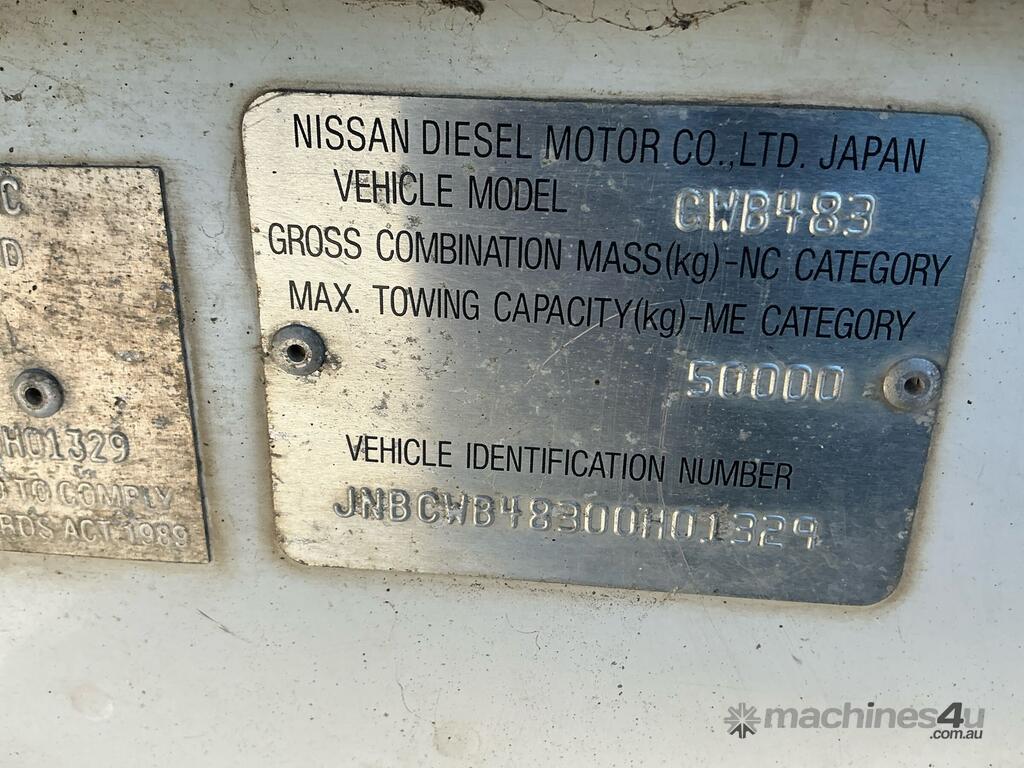 C
D
H01329
TO COMPLY
RDS ACT 1989
NISSAN DIESEL MOTOR CO.,LTD. JAPAN
VEHICLE MODEL CWB483
GROSS COMBINATION MASS(kg)-NC CATEGORY
MAX. TOWING CAPACITY(kg)-ME CATEGORY
50000
VEHICLE IDENTIFICATION NUMBER
JNBCWB48300H01329
machines4u
.com.au